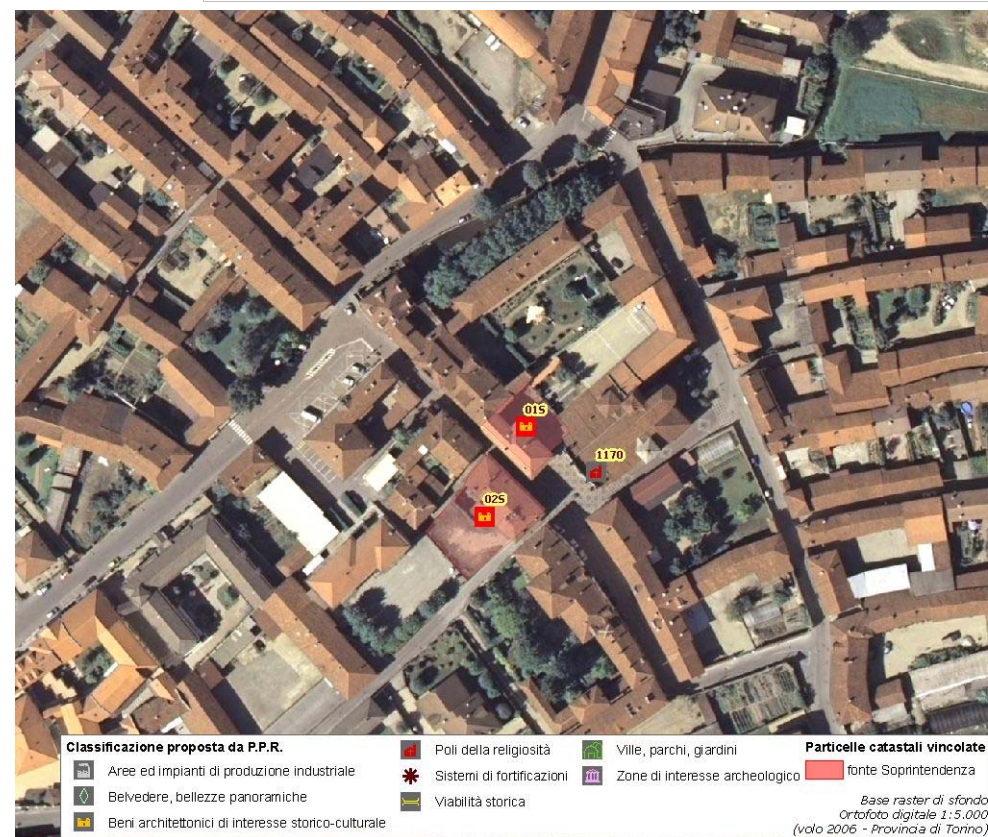 01S
1170
02S
Classificazione proposta da P.P.R.
Aree ed impianti di produzione industriale
Belvedere, bellezze panoramiche
Beni architettonici di interesse storico-culturale
Poli della religiosità
Sistemi di fortificazioni
Viabilità storica
Ville, parchi, giardini
Zone di interesse archeologico
Particelle catastali vincolate
fonte Soprintendenza
Base raster di sfondo
Ortofoto digitale 1:5.000
(volo 2006 - Provincia di Torino)